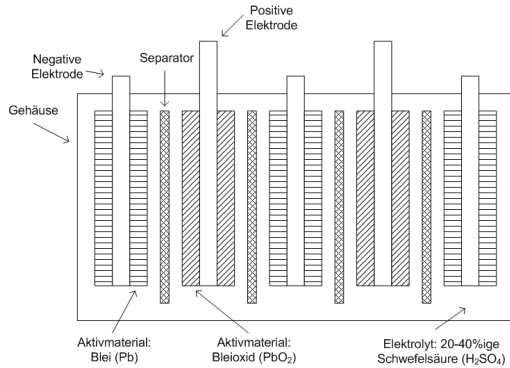 Positive
Elektrode
Negative
Elektrode
Separator
Gehäuse
Aktivmaterial:
Blei (Pb)
Aktivmaterial:
Bleioxid (PbO₂)
Elektrolyt: 20-40%ige
Schwefelsäure (H₂SO₄)